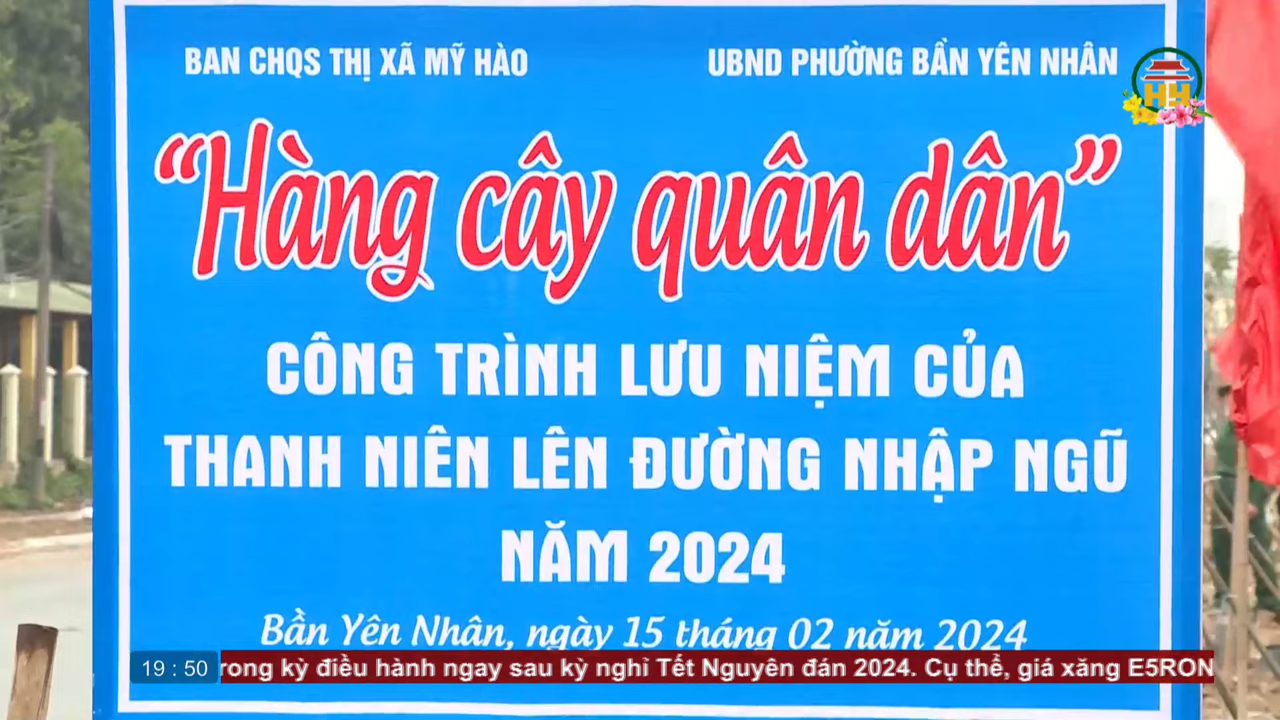 BAN CHQS THỊ XÃ MỸ HÀO
UBND PHƯỜNG BẦN YÊN NHÂN
HH
“Hàng cây quân dân”
CÔNG TRÌNH LƯU NIỆM CỦA
THANH NIÊN LÊN ĐƯỜNG NHẬP NGŨ
NĂM 2024
Bần Yên Nhân, ngày 15 tháng 02 năm 2024
19 : 50
rong kỳ điều hành ngay sau kỳ nghỉ Tết Nguyên đán 2024. Cụ thể, giá xăng E5RON